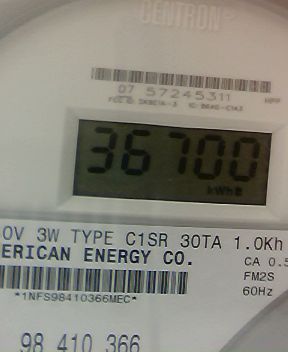 CENTRON
07 57245311
36700
kWh
0V 3W TYPE C1SR 30TA 1.0Kh
ERICAN ENERGY CO.
CA 0.5
FM2S
*1NFS98410366MEC*
60Hz
98 410 366